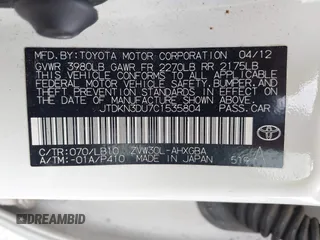 MFD.BY:TOYOTA MOTOR CORPORATION 04/12
GVWR 3980LB GAWR FR 2270LB RR 2175LB
THIS VEHICLE CONFORMS TO ALL APPLICABLE
FEDERAL MOTOR VEHICLE SAFETY, BUMPER, AND THEFT
PREVENTION STANDARDS IN EFFECT ON THE DATE OF
MANUFACTURE SHOWN ABOVE.
JTDKN3DU7C1535804 PASS.CAR
C/TR:070/LB10 ZVW30L-AHXGBA
A/TM:-01A/P410 MADE IN JAPAN
TOYOTA
DREAMBID